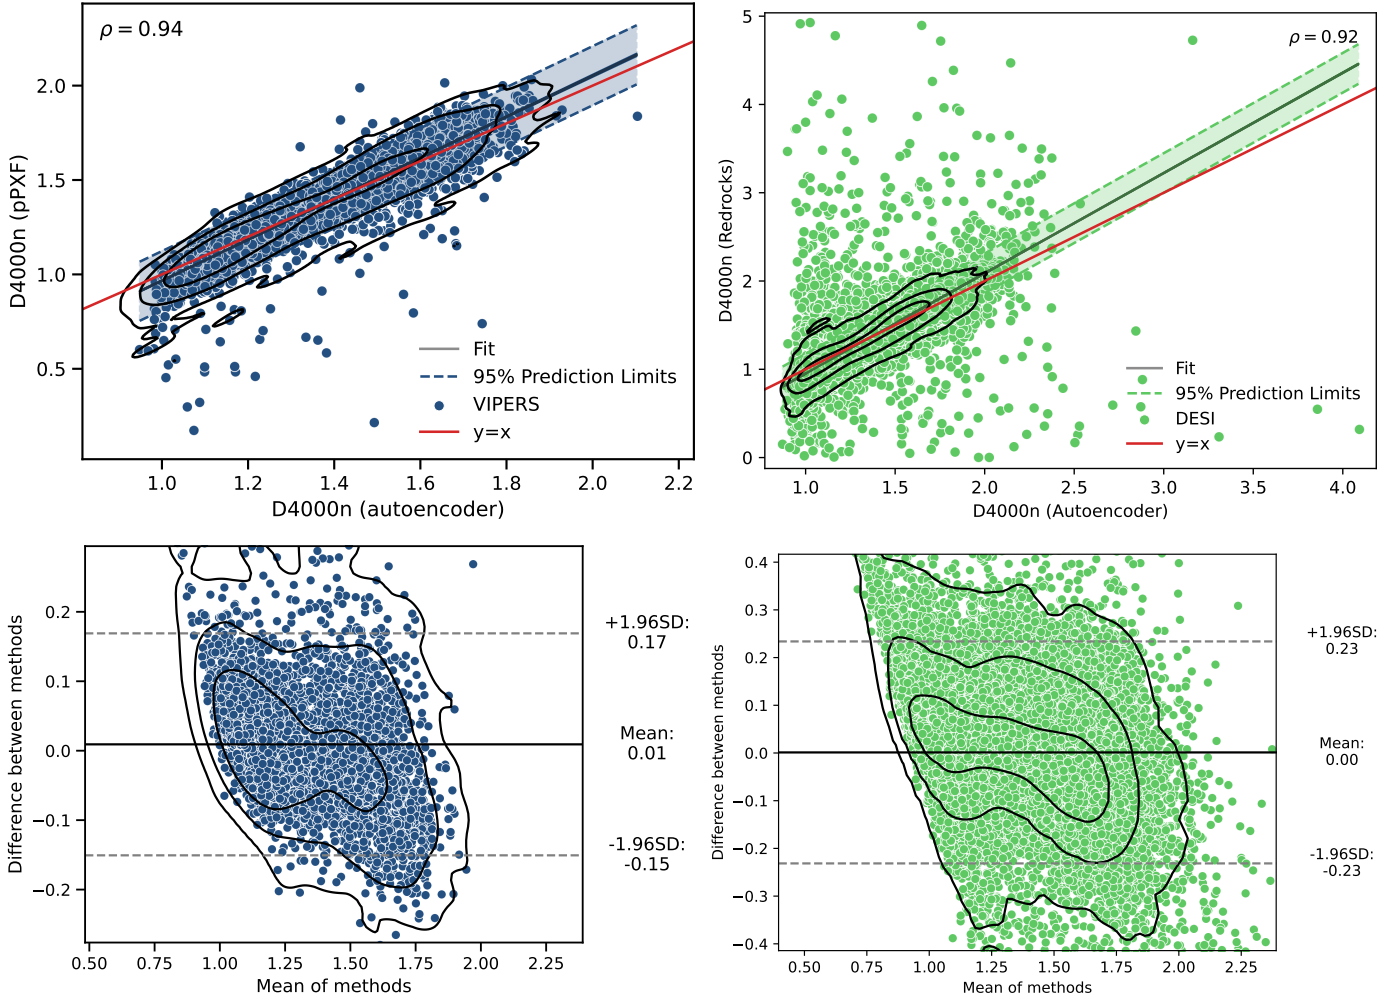 ρ = 0.94
D4000n (pPXF)
2.0
1.5
1.0
0.5
Fit
95% Prediction Limits
VIPERS
y=x
1.0 1.2 1.4 1.6 1.8 2.0 2.2
D4000n (autoencoder)
ρ = 0.92
D400n (Redrocks)
5
4
3
2
1
0
Fit
95% Prediction Limits
DESI
y=x
1.0 1.5 2.0 2.5 3.0 3.5 4.0
D4000n (Autoencoder)
Difference between methods
0.2
0.1
0.0
−0.1
−0.2
+1.96SD:
0.17
Mean:
0.01
-1.96SD:
-0.15
0.50 0.75 1.00 1.25 1.50 1.75 2.00 2.25
Mean of methods
Difference between methods
0.4
0.3
0.2
0.1
0.0
−0.1
−0.2
−0.3
−0.4
+1.96SD:
0.23
Mean:
0.00
-1.96SD:
-0.23
0.50 0.75 1.00 1.25 1.50 1.75 2.00 2.25
Mean of methods